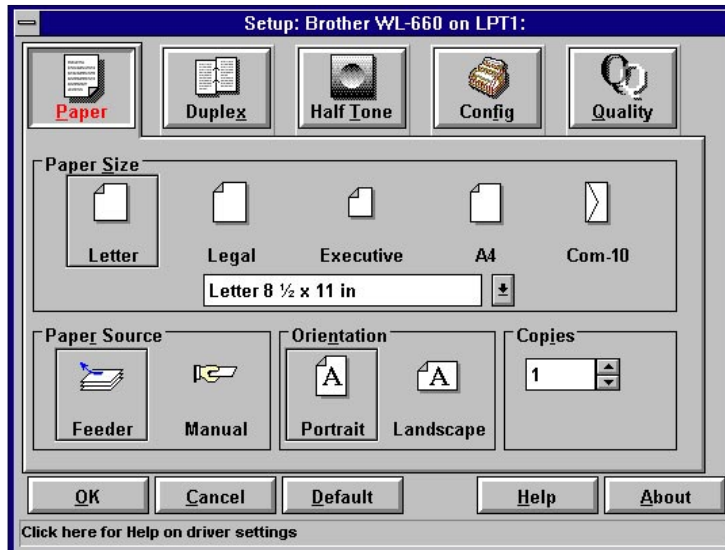 Setup: Brother WL-660 on LPT1:
Paper Duplex Half Tone Config Quality
Paper Size
Letter Legal Executive A4 Com-10
Letter 8 ½ x 11 in
Paper Source Orientation Copies
A A 1
Feeder Manual Portrait Landscape
OK Cancel Default Help About
Click here for Help on driver settings